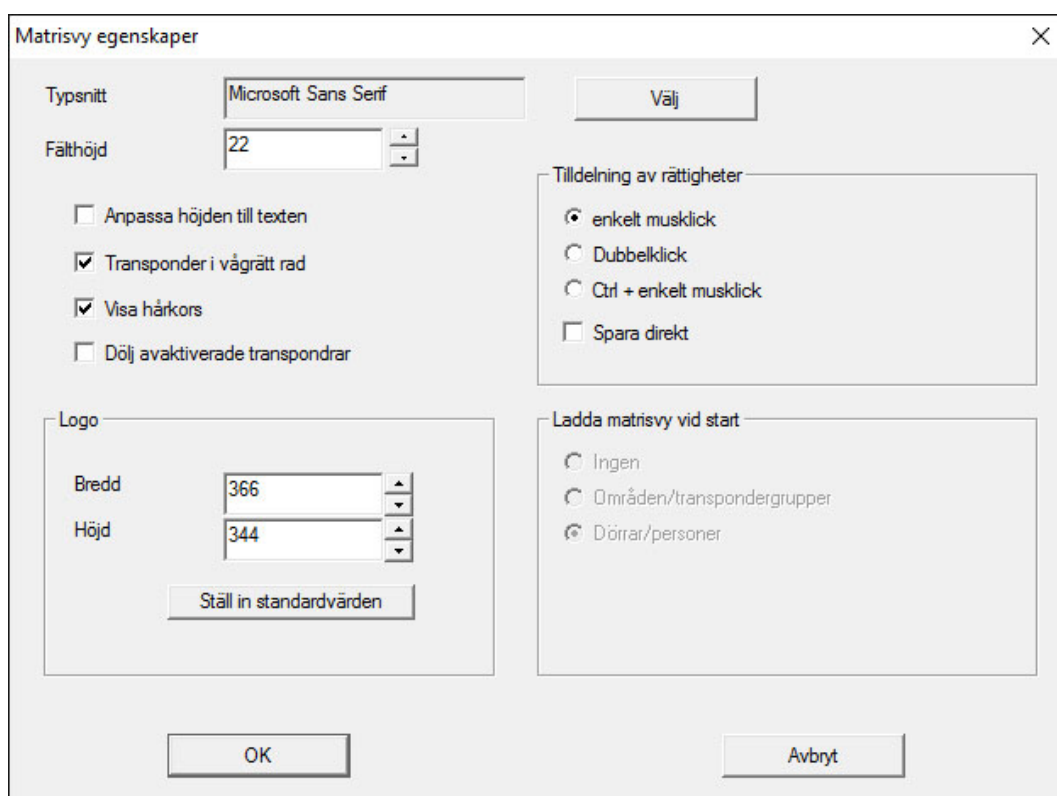 Matrisvy egenskaper
Typsnitt
Microsoft Sans Serif
Välj
Fälthöjd
22
Anpassa höjden till texten
Transponder i vågrätt rad
Visa hårkors
Dölj avaktiverade transpondrar
Tilldelning av rättigheter
enkelt musklick
Dubbelklick
Ctrl + enkelt musklick
Spara direkt
Logo
Bredd
366
Höjd
344
Ställ in standardvärden
Ladda matrisvy vid start
Ingen
Områden/transpondergrupper
Dörrar/personer
OK
Avbryt